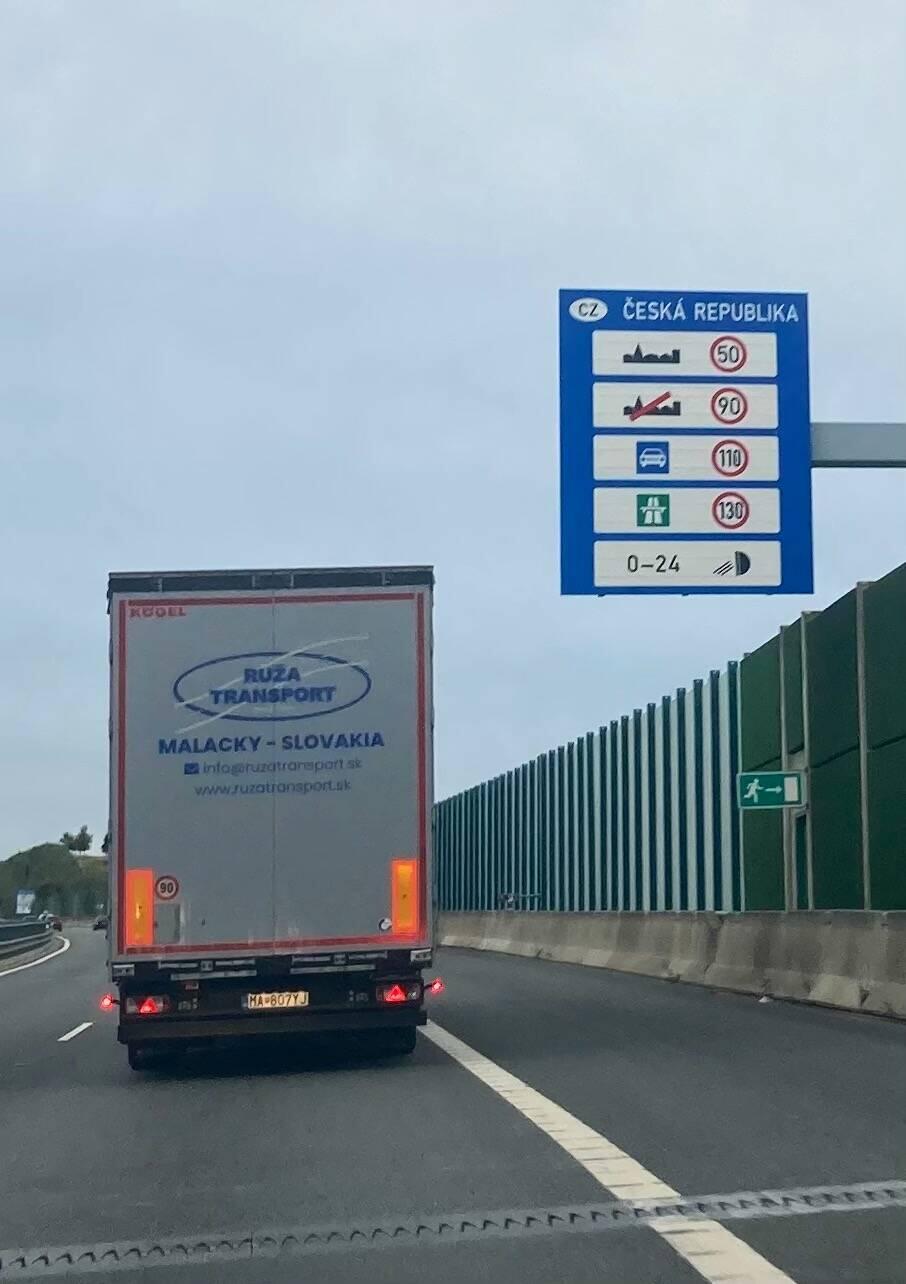 CZ ČESKÁ REPUBLIKA
50
90
110
130
0–24
KÖGEL
RUŽA
TRANSPORT
MALACKY - SLOVAKIA
info@ruzatransport.sk
www.ruzatransport.sk
90
MA-807YJ